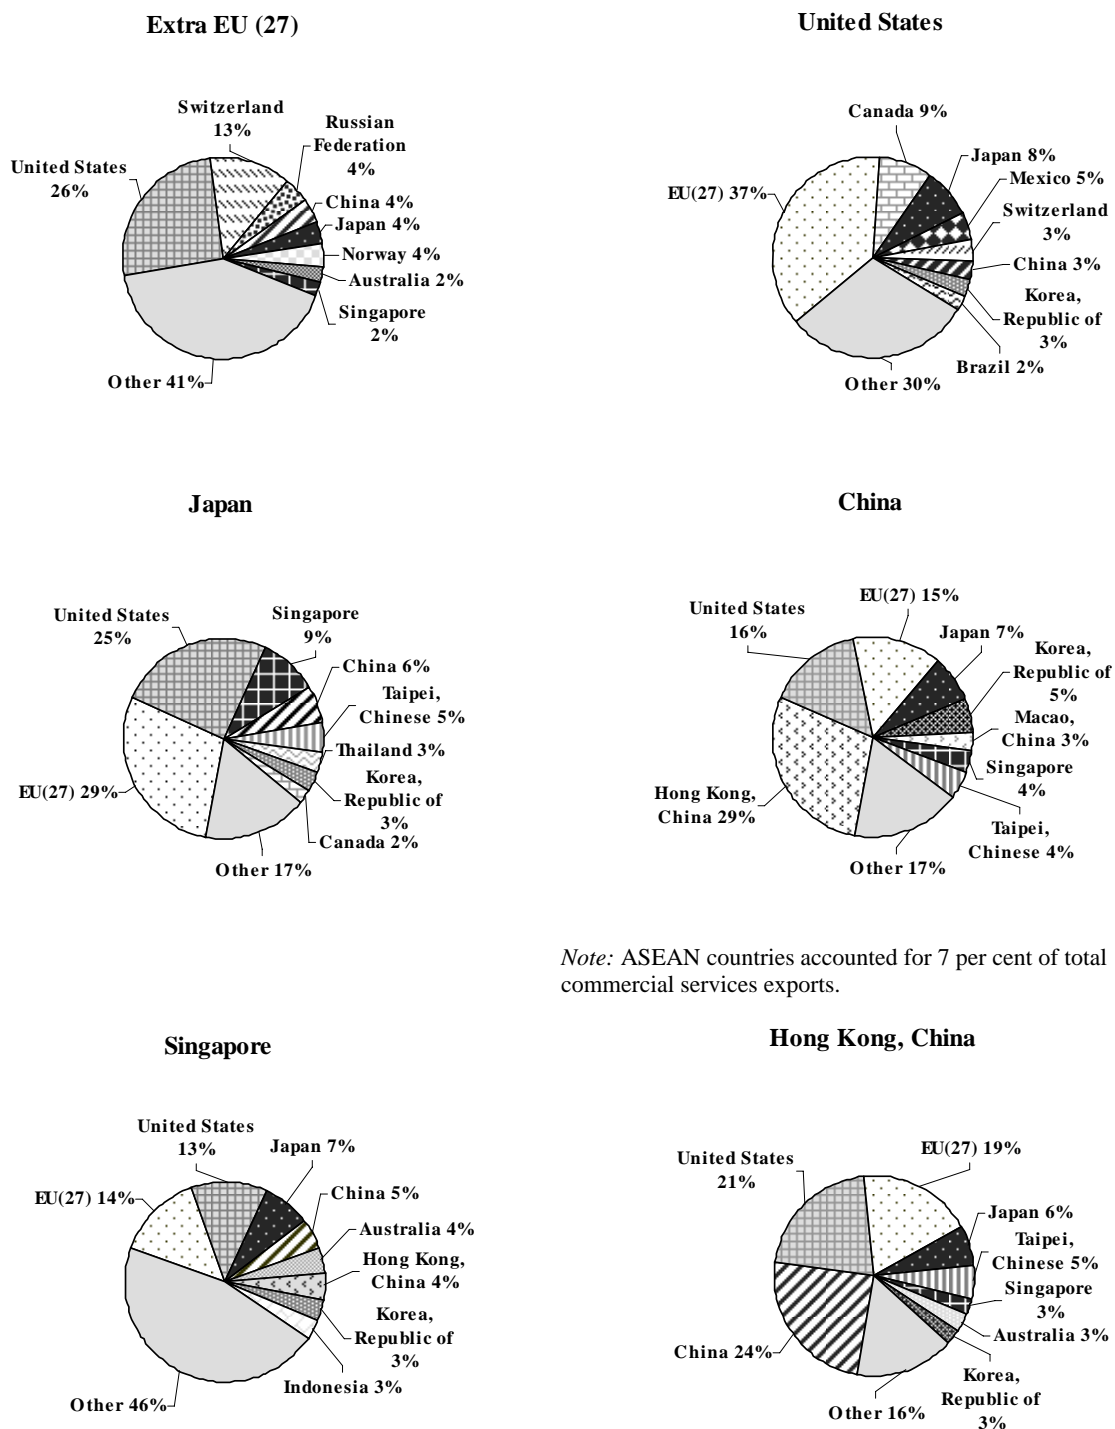 Extra EU (27)
Switzerland
13%
Russian
Federation
4%
United States
26%
China 4%
Japan 4%
Norway 4%
Australia 2%
Singapore
2%
Other 41%
United States
Canada 9%
Japan 8%
Mexico 5%
EU(27) 37%
Switzerland
3%
China 3%
Korea,
Republic of
3%
Brazil 2%
Other 30%
Japan
United States
25%
Singapore
9%
China 6%
Taipei,
Chinese 5%
Thailand 3%
EU(27) 29%
Korea,
Republic of
3%
Canada 2%
Other 17%
China
EU(27) 15%
United States
16%
Japan 7%
Korea,
Republic of
5%
Macao,
China 3%
Singapore
4%
Hong Kong,
China 29%
Taipei,
Chinese 4%
Other 17%
Note: ASEAN countries accounted for 7 per cent of total
commercial services exports.
Singapore
United States
13%
Japan 7%
EU(27) 14%
China 5%
Australia 4%
Hong Kong,
China 4%
Korea,
Republic of
3%
Indonesia 3%
Other 46%
Hong Kong, China
EU(27) 19%
United States
21%
Japan 6%
Taipei,
Chinese 5%
Singapore
3%
Australia 3%
China 24%
Korea,
Republic of
3%
Other 16%